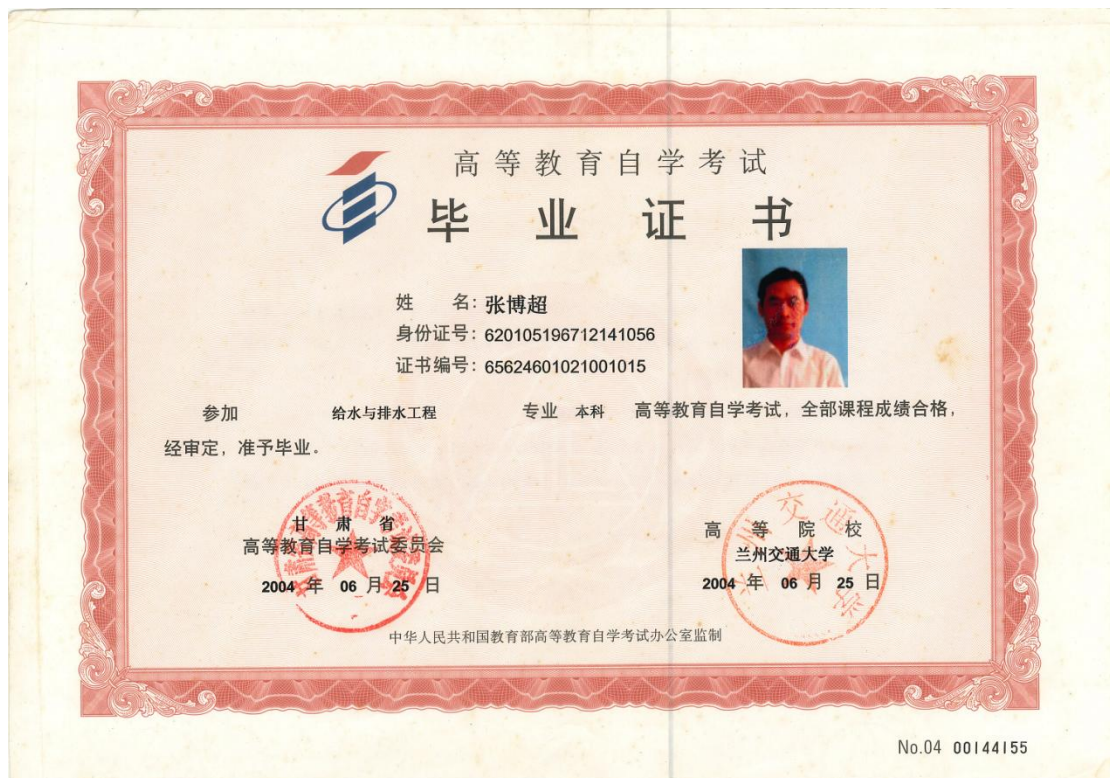 高等教育自学考试
毕业证书
姓 名：张博超
身份证号：620105196712141056
证书编号：65624601021001015
参加 给水与排水工程 专业 本科 高等教育自学考试，全部课程成绩合格，
经审定，准予毕业。
甘肃省
高等教育自学考试委员会
2004 年 06 月 25 日
高等院校
兰州交通大学
2004 年 06 月 25 日
兰州交通大学
中华人民共和国教育部高等教育自学考试办公室监制
No.04 00144155